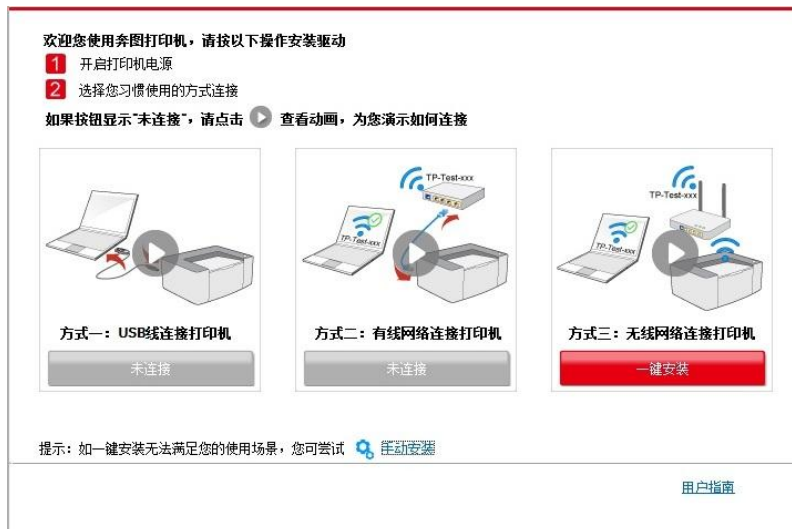 欢迎您使用奔图打印机，请按以下操作安装驱动
1 开启打印机电源
2 选择您习惯使用的方式连接
如果按钮显示"未连接"，请点击 查看动画，为您演示如何连接
TP-Test-xxx
TP-Test-xxx
方式一：USB线连接打印机
未连接
TP-Test-xxx
TP-Test-xxx
方式二：有线网络连接打印机
未连接
方式三：无线网络连接打印机
一键安装
提示：如一键安装无法满足您的使用场景，您可尝试 手动安装
用户指南